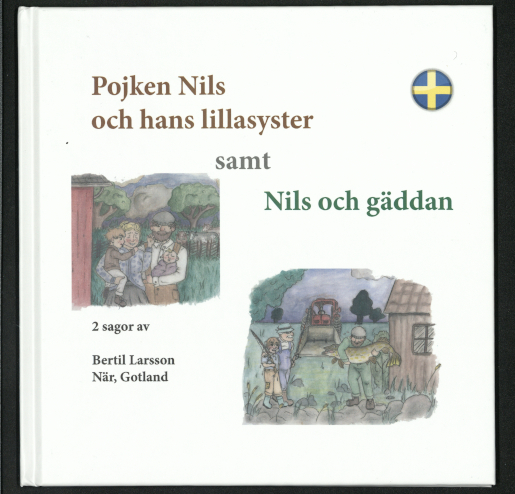 Pojken Nils
och hans lillasyster
samt
Nils och gäddan
2 sagor av
Bertil Larsson
När, Gotland